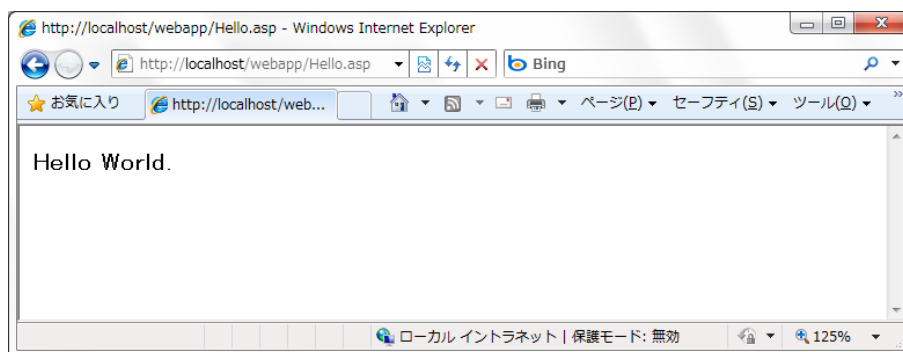 http://localhost/webapp/Hello.asp - Windows Internet Explorer
http://localhost/webapp/Hello.asp Bing
お気に入り http://localhost/web... ページ(P) セーフティ(S) ツール(O) »
Hello World.
ローカル イントラネット | 保護モード: 無効 125%